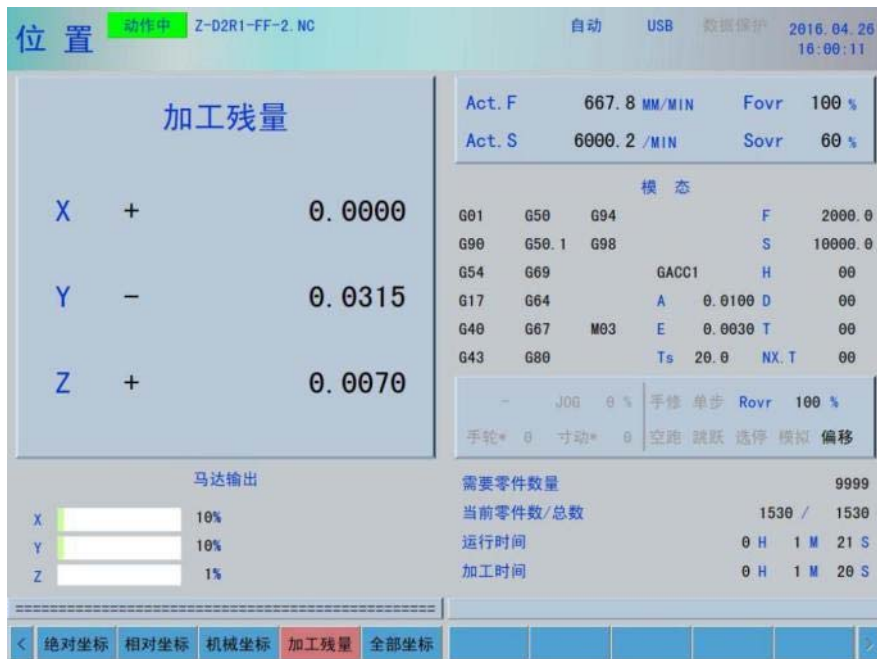 位 置 动作中 Z-D2R1-FF-2.NC 自动 USB 数据保护 2016.04.26
16:00:11
加工残量
X + 0.0000
Y - 0.0315
Z + 0.0070
Act.F 667.8 MM/MIN Fovr 100 %
Act.S 6000.2 /MIN Sovr 60 %
模 态
G01 G50 G94 F 2000.0
G90 G50.1 G98 S 10000.0
G54 G69 GACC1 H 00
G17 G64 A 0.0100 D 00
G40 G67 M03 E 0.0030 T 00
G43 G80 Ts 20.0 NX.T 00
- JOG 0 % 手修 单步 Rovr 100 %
手轮* 0 寸动* 0 空跑 跳跃 选停 模拟 偏移
马达输出
X 10%
Y 10%
Z 1%
需要零件数量 9999
当前零件数/总数 1530 / 1530
运行时间 0 H 1 M 21 S
加工时间 0 H 1 M 20 S
===============================================
< 绝对坐标 相对坐标 机械坐标 加工残量 全部坐标 >